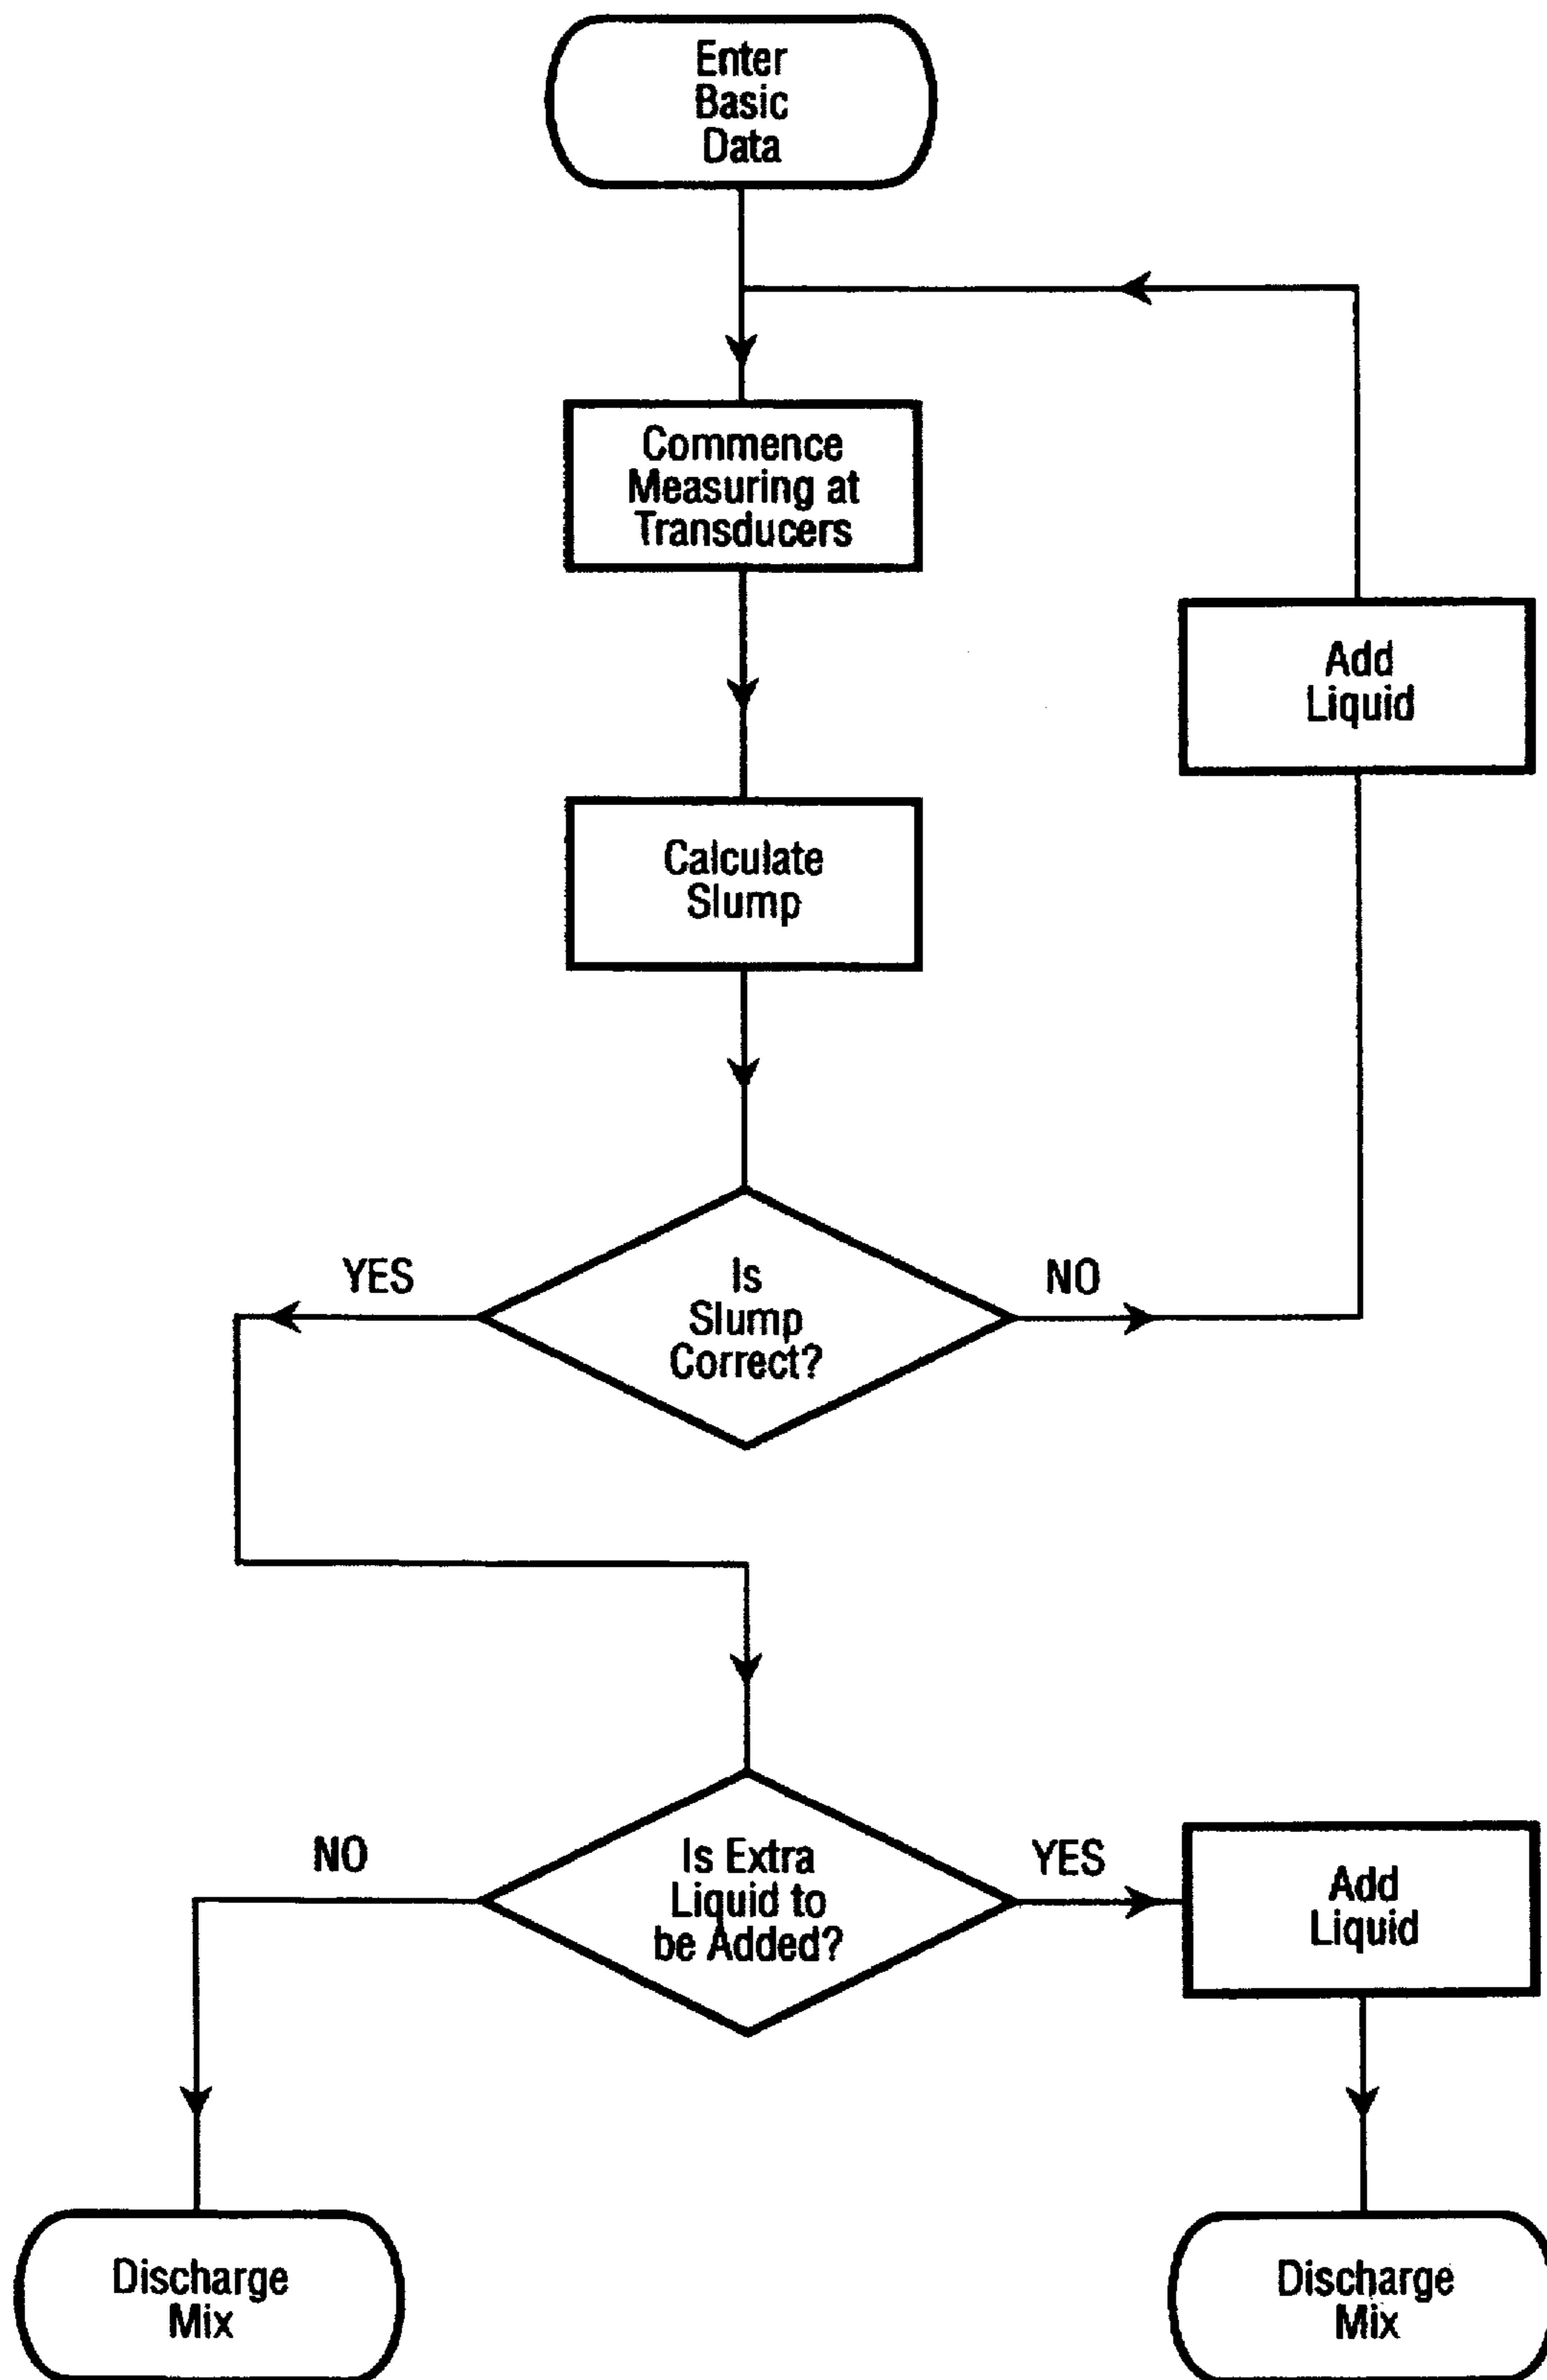 Enter
Basic
Data
Commence
Measuring at
Transducers
Add
Liquid
Calculate
Slump
YES
Is
Slump
Correct?
NO
NO
Is Extra
Liquid to
be Added?
YES
Add
Liquid
Discharge
Mix
Discharge
Mix